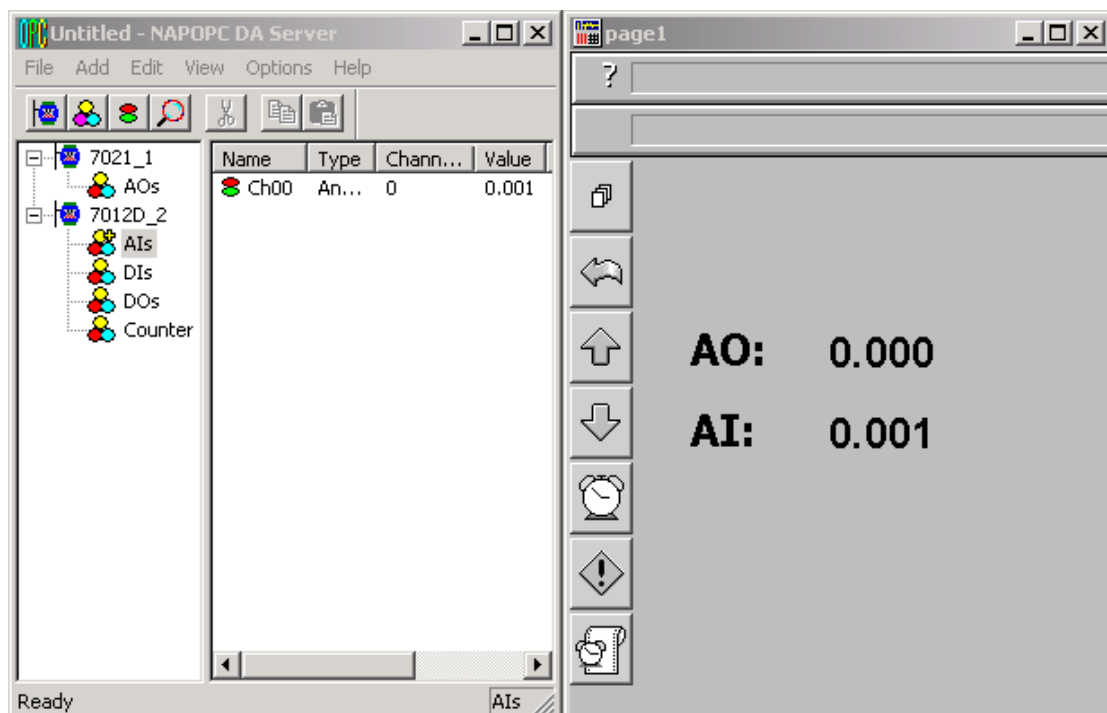 Untitled - NAPOPC DA Server
File Add Edit View Options Help
7021_1
AOs
7012D_2
AIs
DIs
DOs
Counter
Name Type Chann... Value
Ch00 An... 0 0.001
Ready AIs
page1
?
AO: 0.000
AI: 0.001